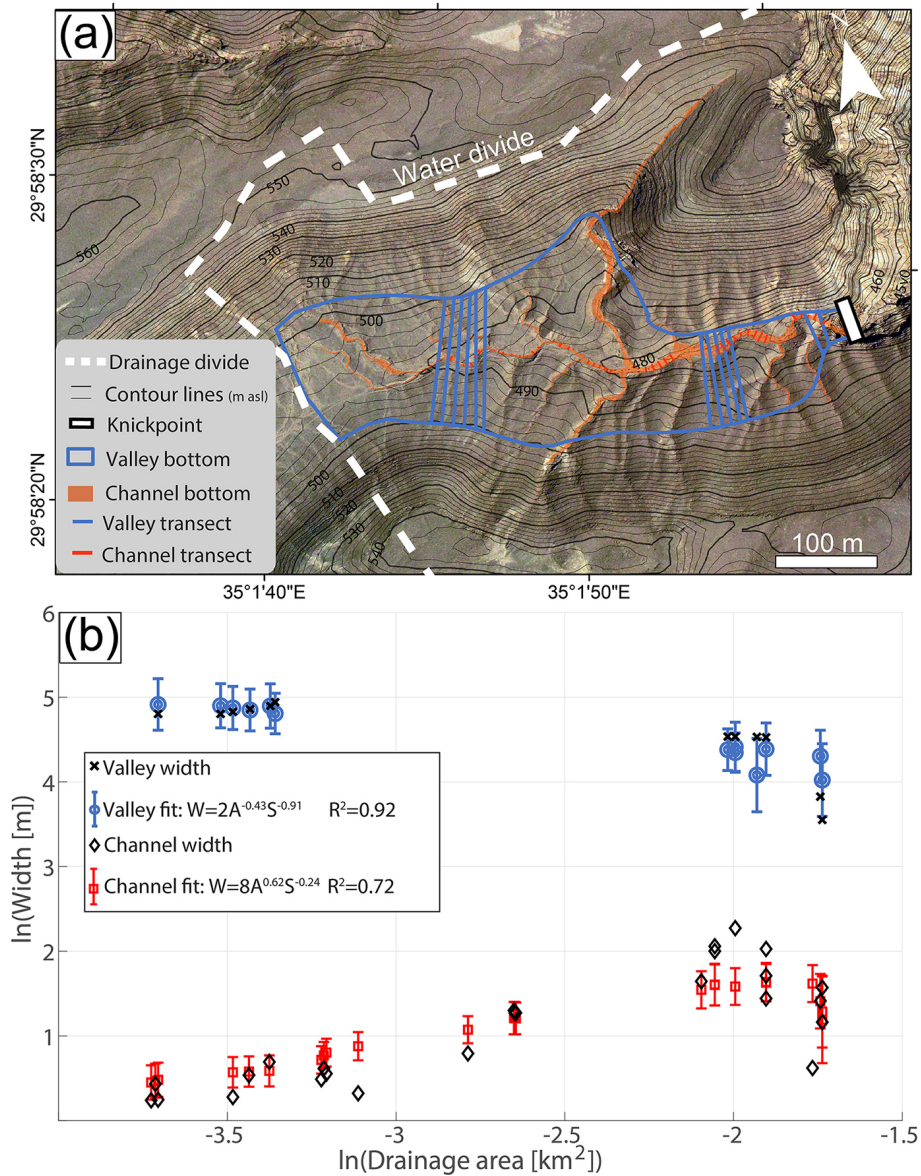 (a)
N
Water divide
29°58'30"N
550
560
540
530
520
510
500
460
470
480
490
500
510
520
530
540
Drainage divide
Contour lines (m asl)
Knickpoint
Valley bottom
Channel bottom
Valley transect
Channel transect
29°58'20"N
100 m
35°1'40"E
35°1'50"E
(b)
6
5
4
3
2
1
ln(Width [m])
Valley width
Valley fit: W=2A^-0.43 S^-0.91 R²=0.92
Channel width
Channel fit: W=8A^0.62 S^-0.24 R²=0.72
-3.5
-3
-2.5
-2
-1.5
ln(Drainage area [km²])